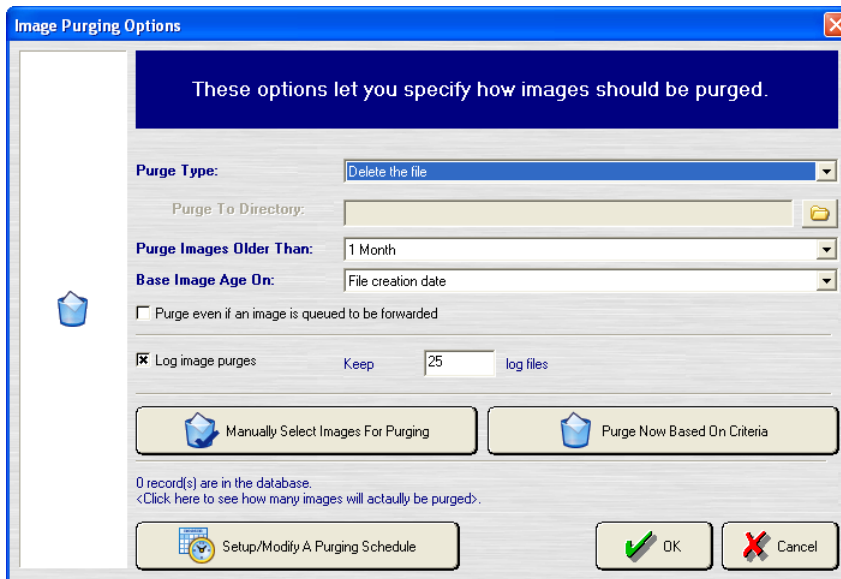 Image Purging Options
These options let you specify how images should be purged.
Purge Type: Delete the file
Purge To Directory:
Purge Images Older Than: 1 Month
Base Image Age On: File creation date
Purge even if an image is queued to be forwarded
Log image purges Keep 25 log files
Manually Select Images For Purging Purge Now Based On Criteria
0 record(s) are in the database.
<Click here to see how many images will actaully be purged>.
Setup/Modify A Purging Schedule OK Cancel